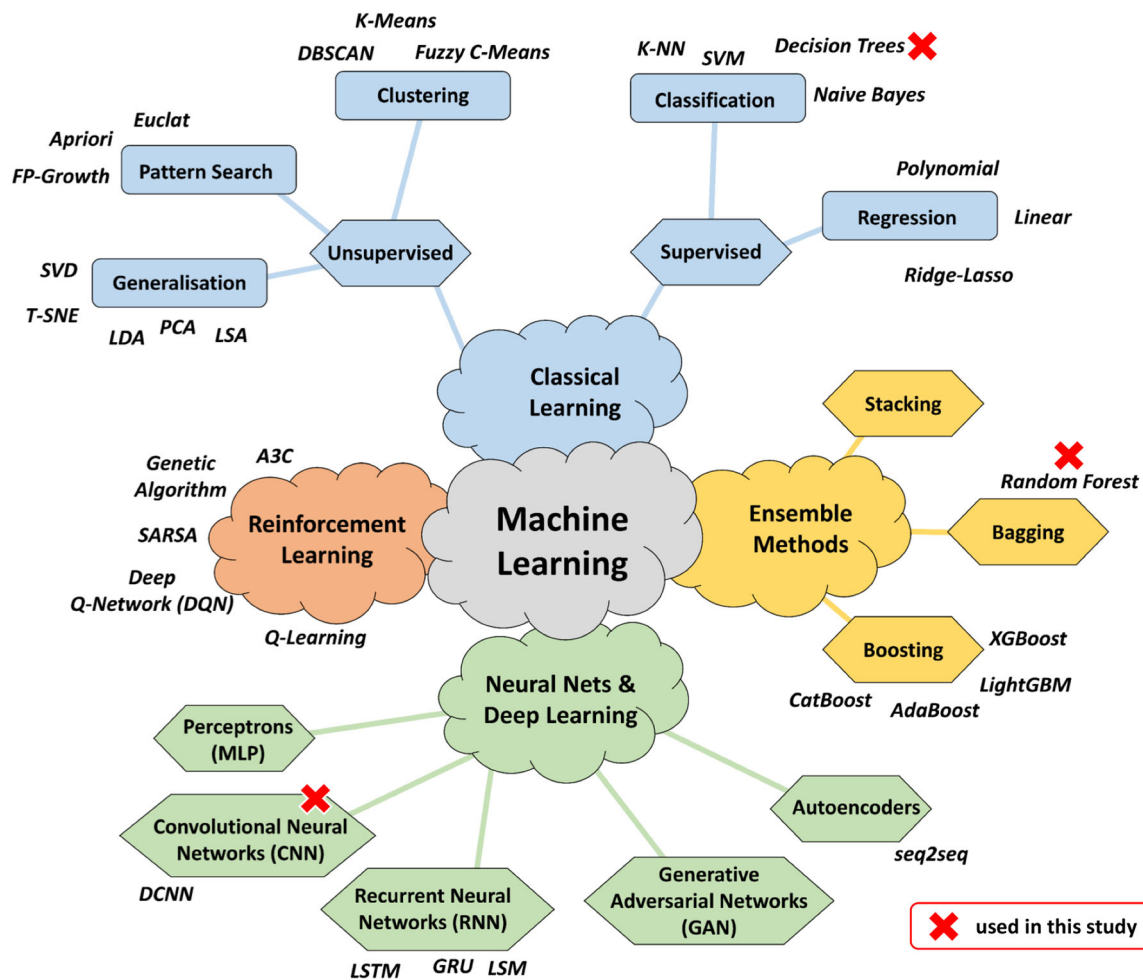 K-Means
DBSCAN
Fuzzy C-Means
Clustering
K-NN
SVM
Decision Trees
Classification
Naive Bayes
Euclat
Apriori
FP-Growth
Pattern Search
Polynomial
Regression
Linear
Ridge-Lasso
Unsupervised
Supervised
SVD
Generalisation
T-SNE
LDA
PCA
LSA
Classical
Learning
Stacking
Genetic
Algorithm
A3C
Reinforcement
Learning
SARSA
Deep
Q-Network (DQN)
Q-Learning
Machine
Learning
Ensemble
Methods
Random Forest
Bagging
Boosting
XGBoost
LightGBM
CatBoost
AdaBoost
Neural Nets &
Deep Learning
Perceptrons
(MLP)
Convolutional Neural
Networks (CNN)
DCNN
Recurrent Neural
Networks (RNN)
LSTM
GRU
LSM
Generative
Adversarial Networks
(GAN)
Autoencoders
seq2seq
used in this study